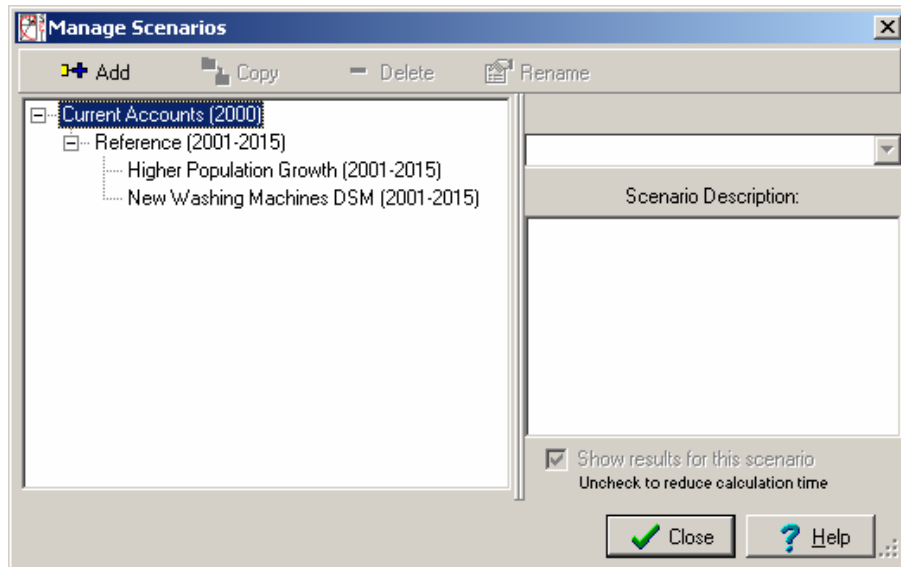 Manage Scenarios
Add Copy Delete Rename
Current Accounts (2000)
Reference (2001-2015)
Higher Population Growth (2001-2015)
New Washing Machines DSM (2001-2015)
Scenario Description:
Show results for this scenario
Uncheck to reduce calculation time
Close Help